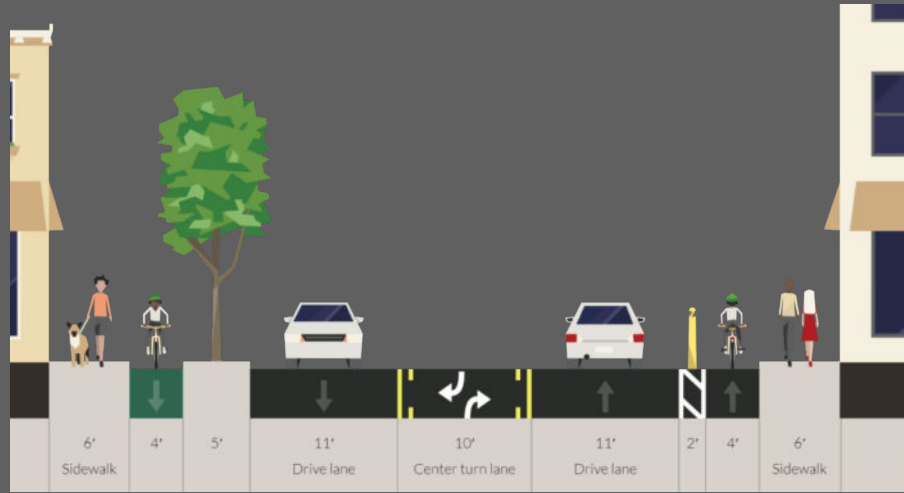 6' 4' 5' 11' 10' 11' 2' 4' 6'
Sidewalk Drive lane Center turn lane Drive lane Sidewalk